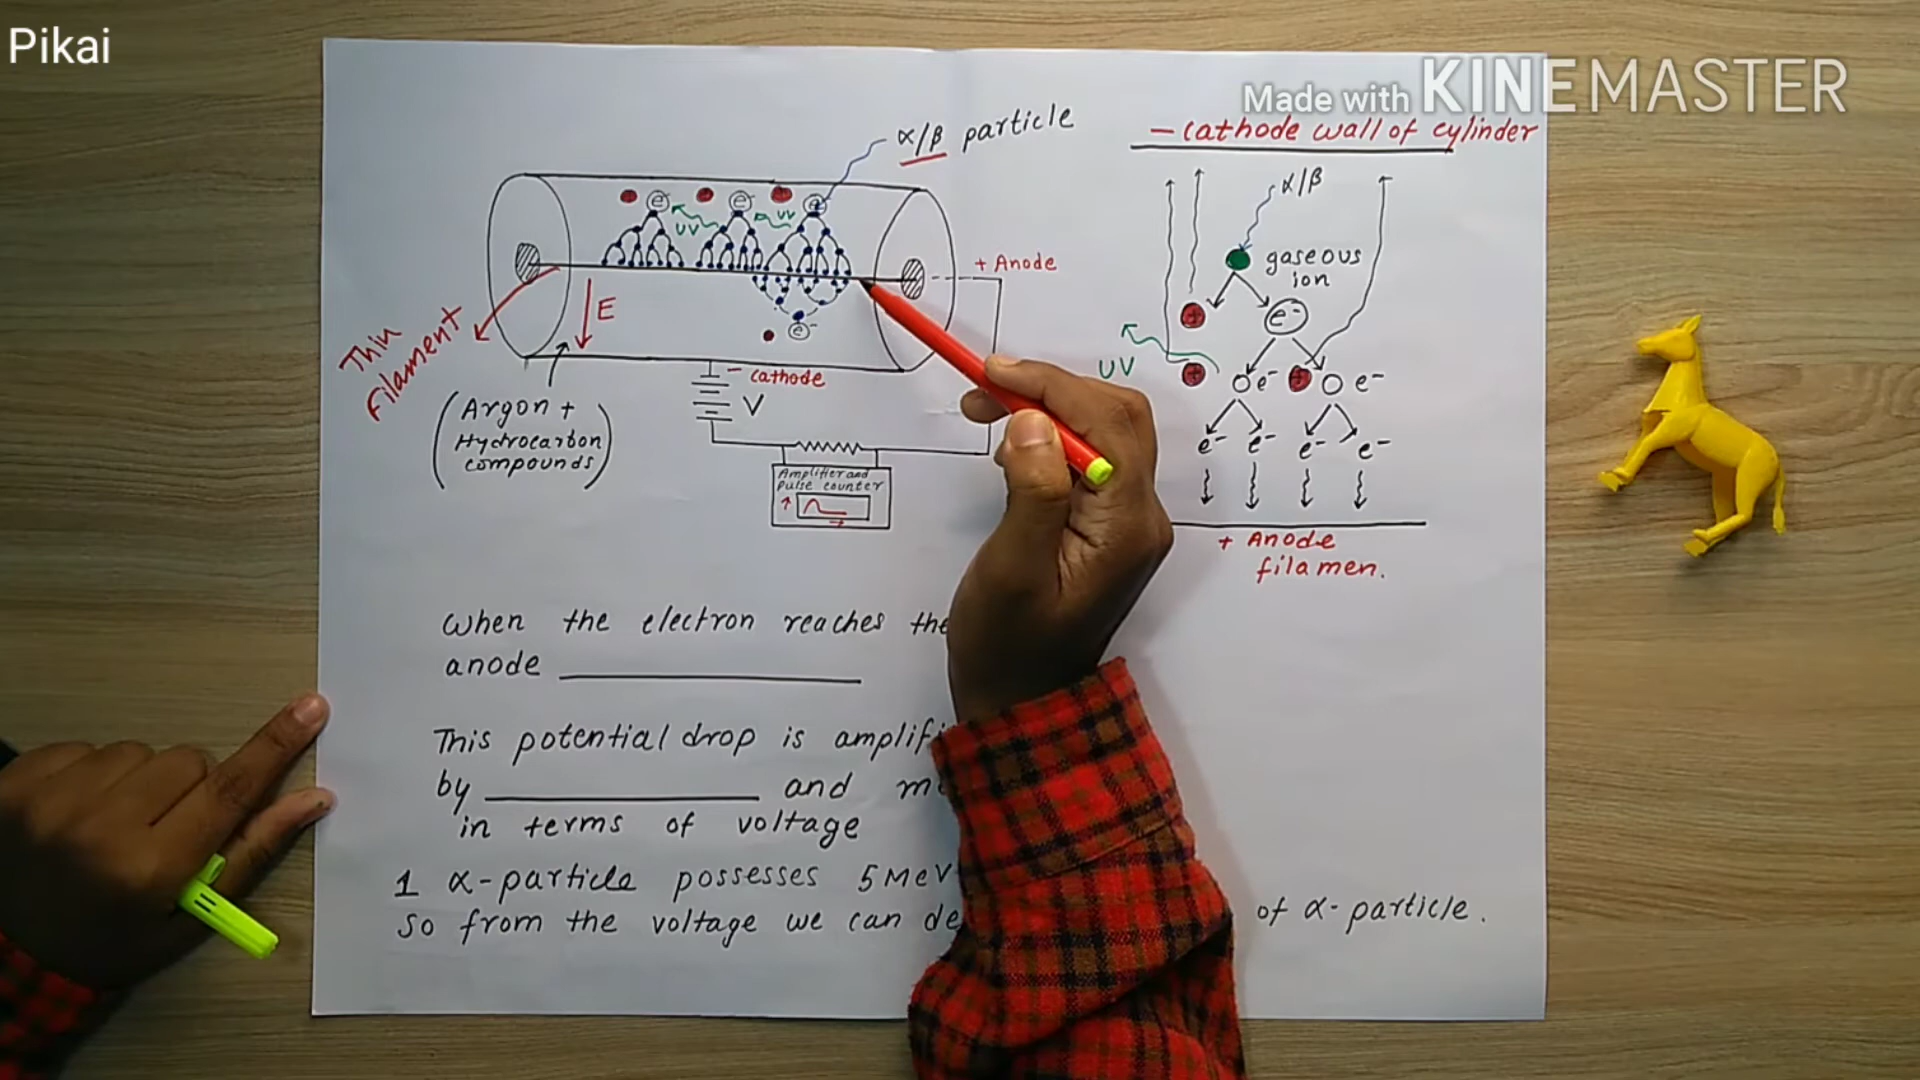 Pikai
Made with KINEMASTER
α/β particle
- cathode wall of cylinder
α/β
e⁻
e⁻
e
UV
UV
gaseous
ion
+ Anode
+
e⁻
E
e⁻
Thin
Filament
UV
+
e⁻
+
e⁻
- cathode
V
(Argon +
Hydrocarbon
compounds)
e⁻ e⁻ e⁻ e⁻
Amplifier and
pulse counter
+ Anode
filamen.
When the electron reaches the
anode
This potential drop is amplifi
by and m
in terms of voltage
1 α-particle possesses 5MeV
So from the voltage we can de of α-particle.